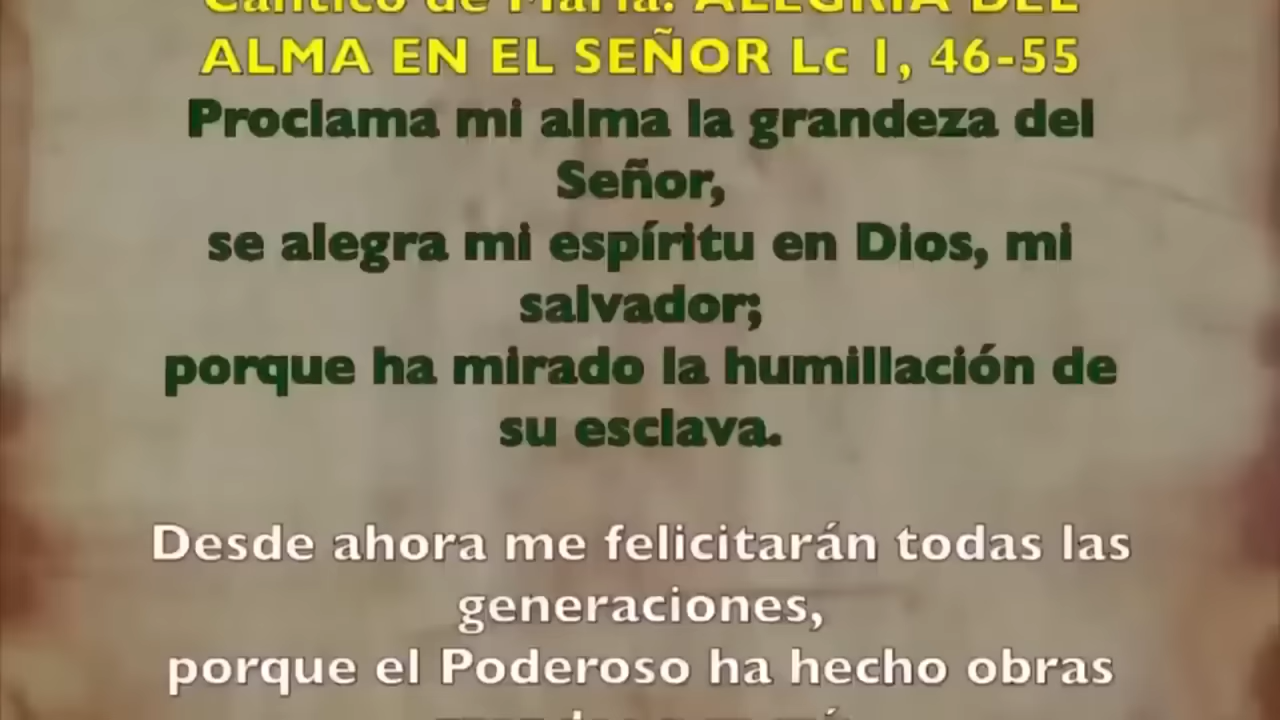 Cántico de María. ALEGRÍA DEL
ALMA EN EL SEÑOR Lc 1, 46-55
Proclama mi alma la grandeza del
Señor,
se alegra mi espíritu en Dios, mi
salvador;
porque ha mirado la humillación de
su esclava.
Desde ahora me felicitarán todas las
generaciones,
porque el Poderoso ha hecho obras